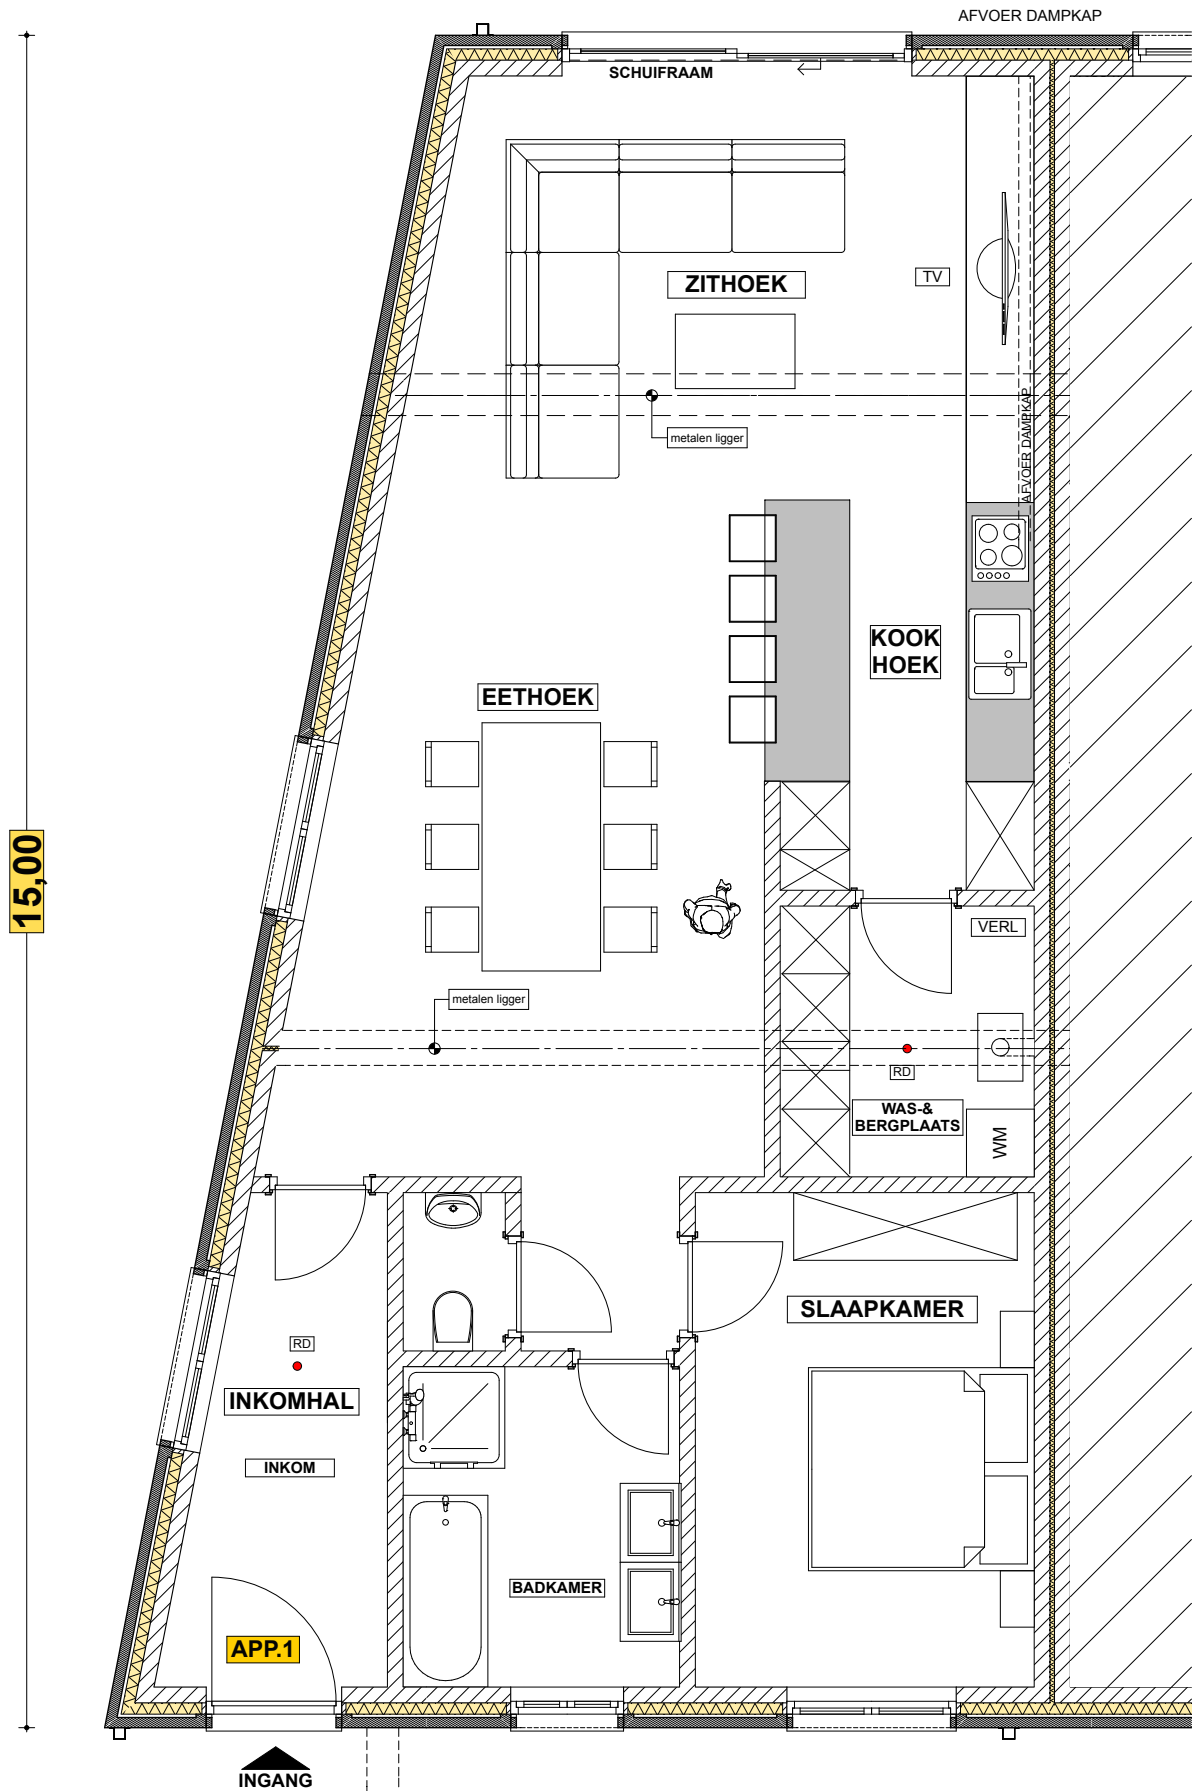 AFVOER DAMPKAP
SCHUIFRAAM
ZITHOEK
TV
AFVOER DAMPKAP
metalen ligger
KOOK
HOEK
EETHOEK
15,00
VERL
metalen ligger
RD
WAS-&
BERGPLAATS
WM
SLAAPKAMER
RD
INKOMHAL
INKOM
BADKAMER
APP.1
INGANG